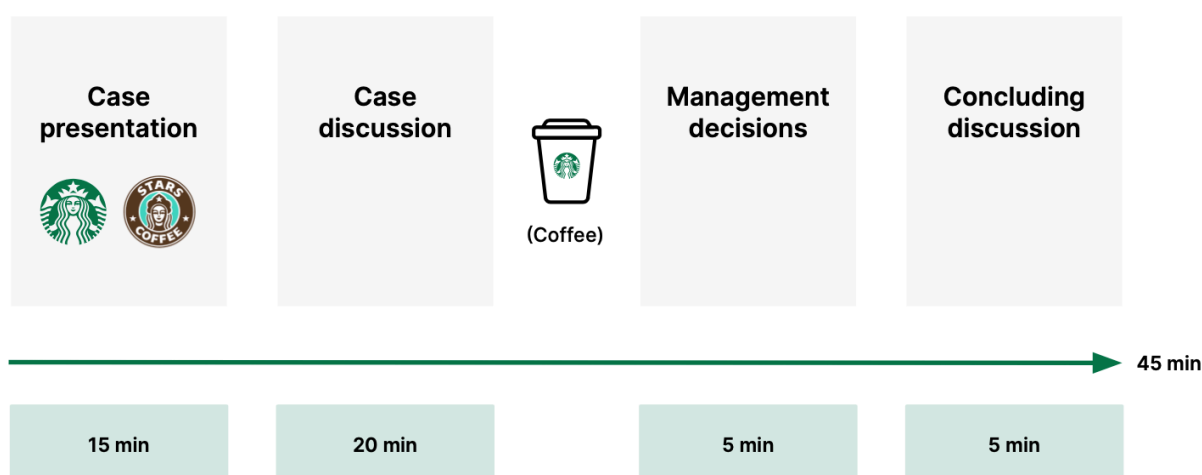 Case
presentation
STARS
COFFEE
Case
discussion
(Coffee)
Management
decisions
Concluding
discussion
45 min
15 min
20 min
5 min
5 min